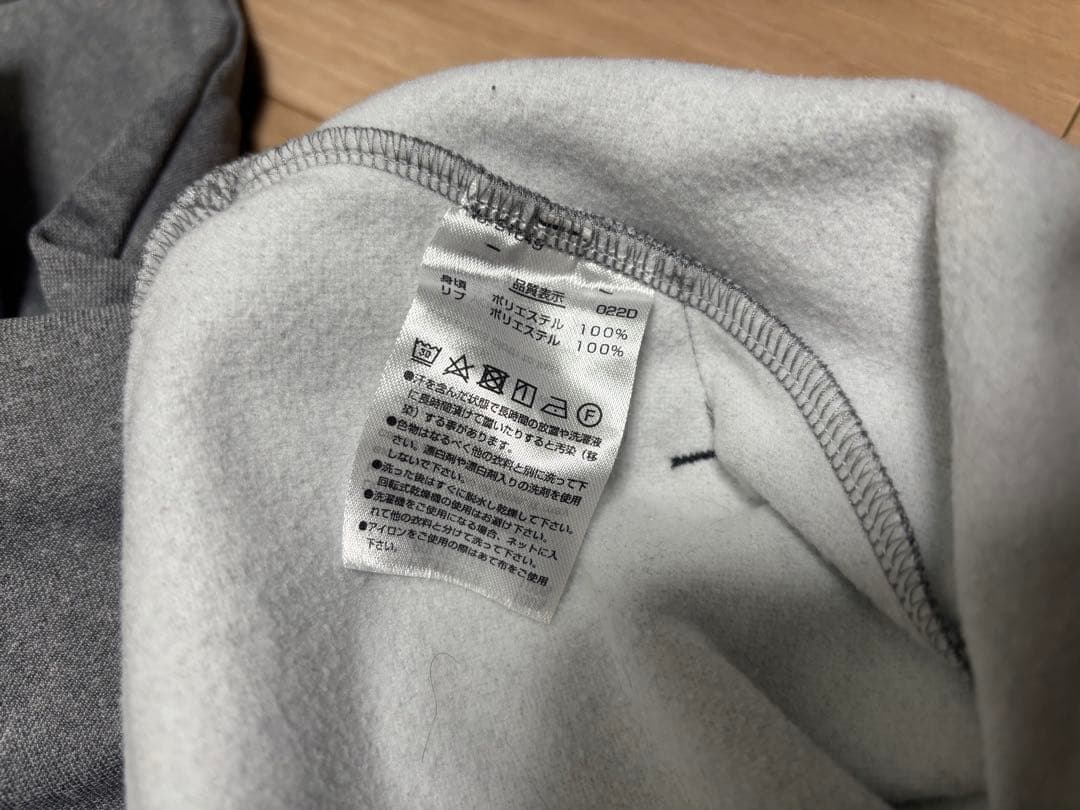 品質表示
022D
身頃 ポリエステル 100%
リブ ポリエステル 100%
30
F
●汗を含んだ状態で長時間の放置や洗濯液
に長時間漬けて置いたりすると汚染(移
染)する事があります。
●色物はなるべく他の衣料と別に洗って下
さい。漂白剤や漂白剤入りの洗剤を使用
しないで下さい。
●洗った後はすぐに脱水し乾燥して下さい。
回転式乾燥機の使用はお避け下さい。
●洗濯機をご使用になる場合、ネットに入
れて他の衣料と分けて洗って下さい。
●アイロンをご使用の際はあて布をご使用
下さい。